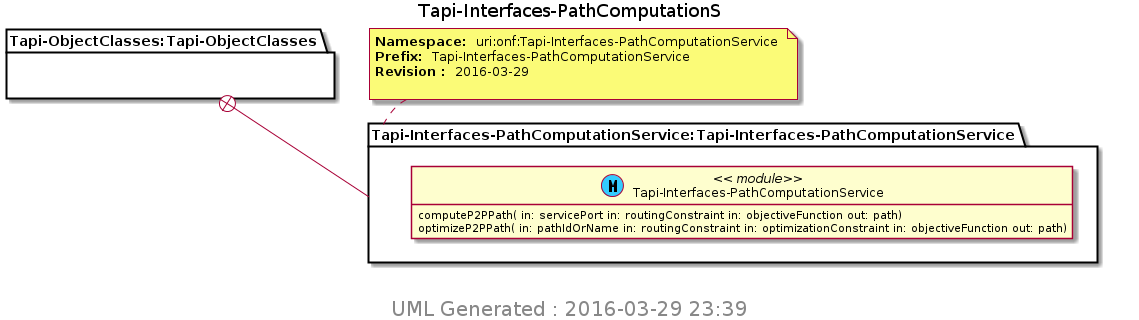 Tapi-Interfaces-PathComputationS
Tapi-ObjectClasses:Tapi-ObjectClasses
Namespace: uri:onf:Tapi-Interfaces-PathComputationService
Prefix: Tapi-Interfaces-PathComputationService
Revision : 2016-03-29
Tapi-Interfaces-PathComputationService:Tapi-Interfaces-PathComputationService
M
<< module>>
Tapi-Interfaces-PathComputationService
computeP2PPath( in: servicePort in: routingConstraint in: objectiveFunction out: path)
optimizeP2PPath( in: pathIdOrName in: routingConstraint in: optimizationConstraint in: objectiveFunction out: path)
UML Generated : 2016-03-29 23:39